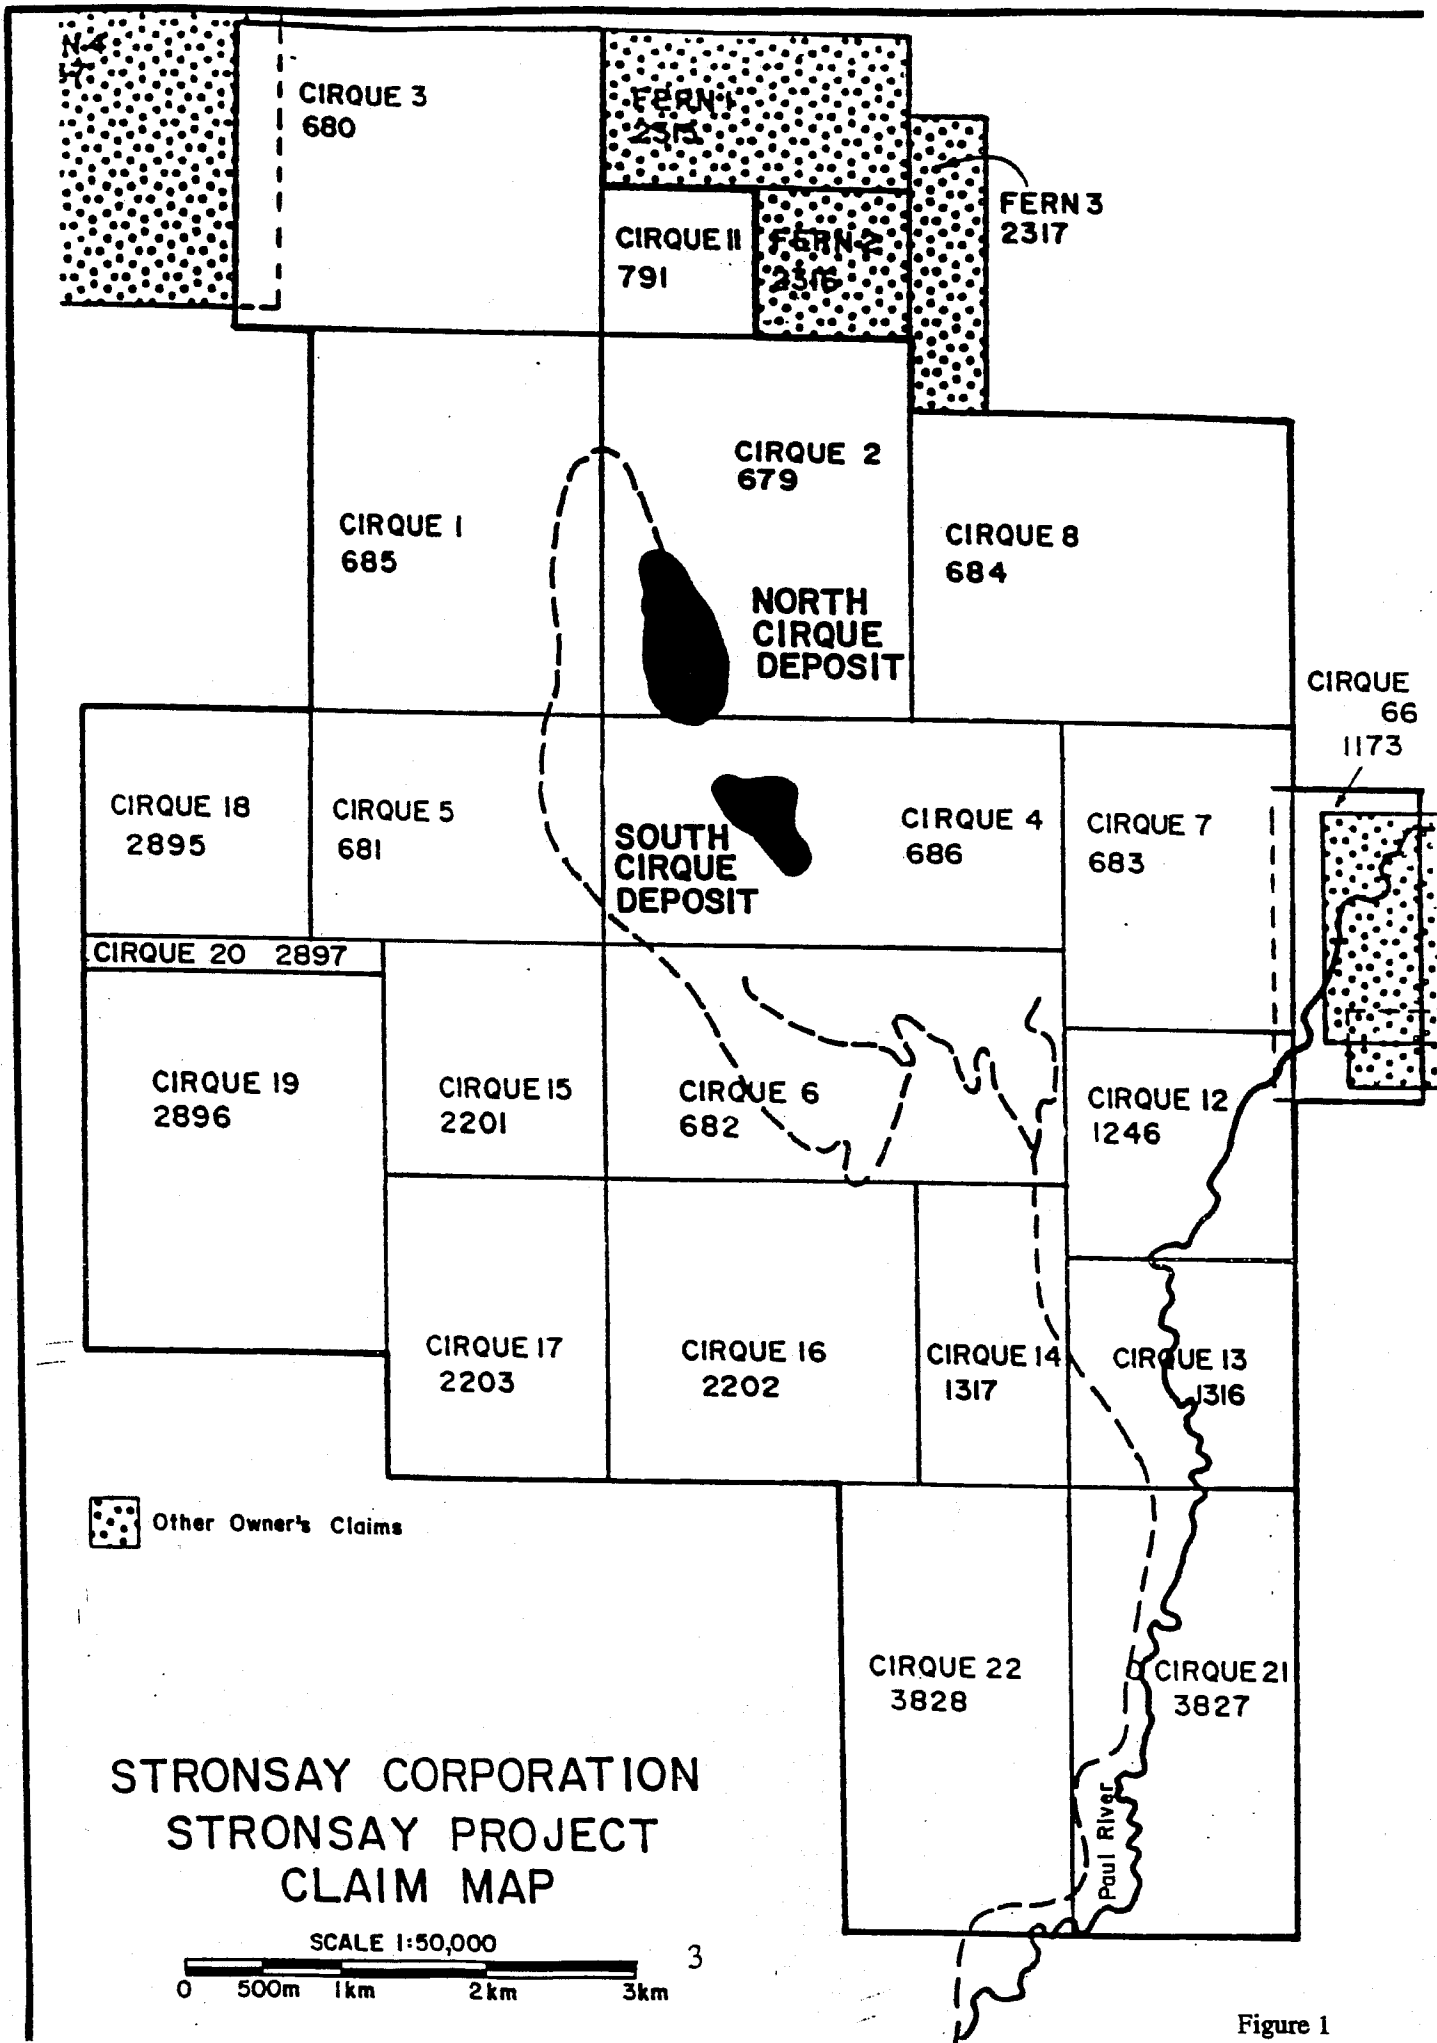 N-4
17
CIRQUE 3
680
FERN 1
2315
CIRQUE 11
791
FERN 2
2316
FERN 3
2317
CIRQUE 2
679
CIRQUE 1
685
CIRQUE 8
684
NORTH
CIRQUE
DEPOSIT
CIRQUE
66
1173
CIRQUE 18
2895
CIRQUE 5
681
SOUTH
CIRQUE
DEPOSIT
CIRQUE 4
686
CIRQUE 7
683
CIRQUE 20 2897
CIRQUE 19
2896
CIRQUE 15
2201
CIRQUE 6
682
CIRQUE 12
1246
CIRQUE 17
2203
CIRQUE 16
2202
CIRQUE 14
1317
CIRQUE 13
1316
Other Owner's Claims
CIRQUE 22
3828
CIRQUE 21
3827
Paul River
STRONSAY CORPORATION
STRONSAY PROJECT
CLAIM MAP
SCALE 1:50,000
0 500m 1km 2km 3km
3
Figure 1